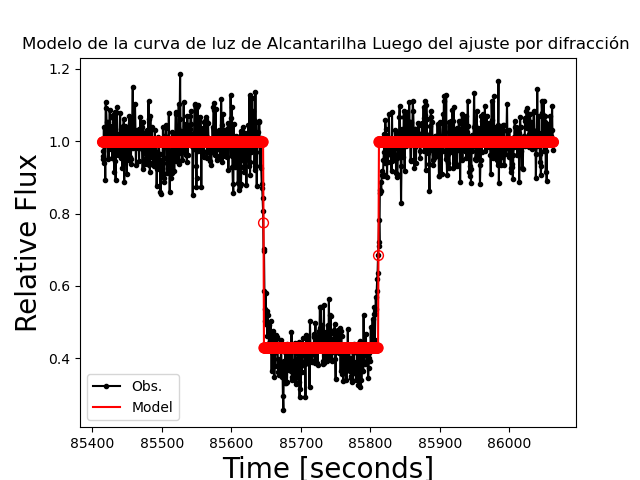 Modelo de la curva de luz de Alcantarilha Luego del ajuste por difracción
1.2
1.0
0.8
0.6
0.4
Relative Flux
Obs.
Model
85400 85500 85600 85700 85800 85900 86000
Time [seconds]